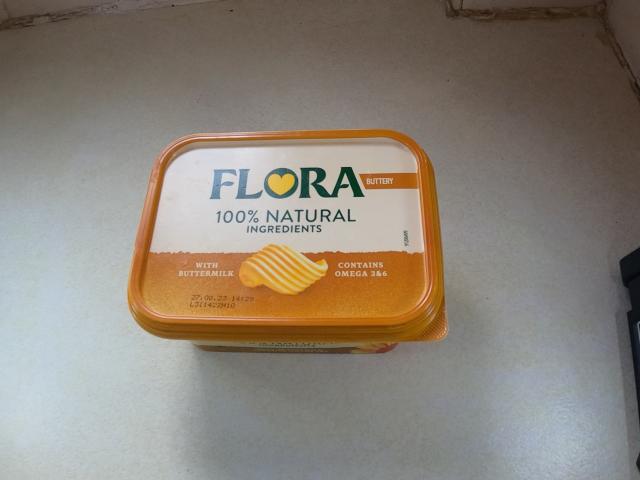 FLORA
BUTTERY
100% NATURAL
INGREDIENTS
WITH
BUTTERMILK
CONTAINS
OMEGA 3&6